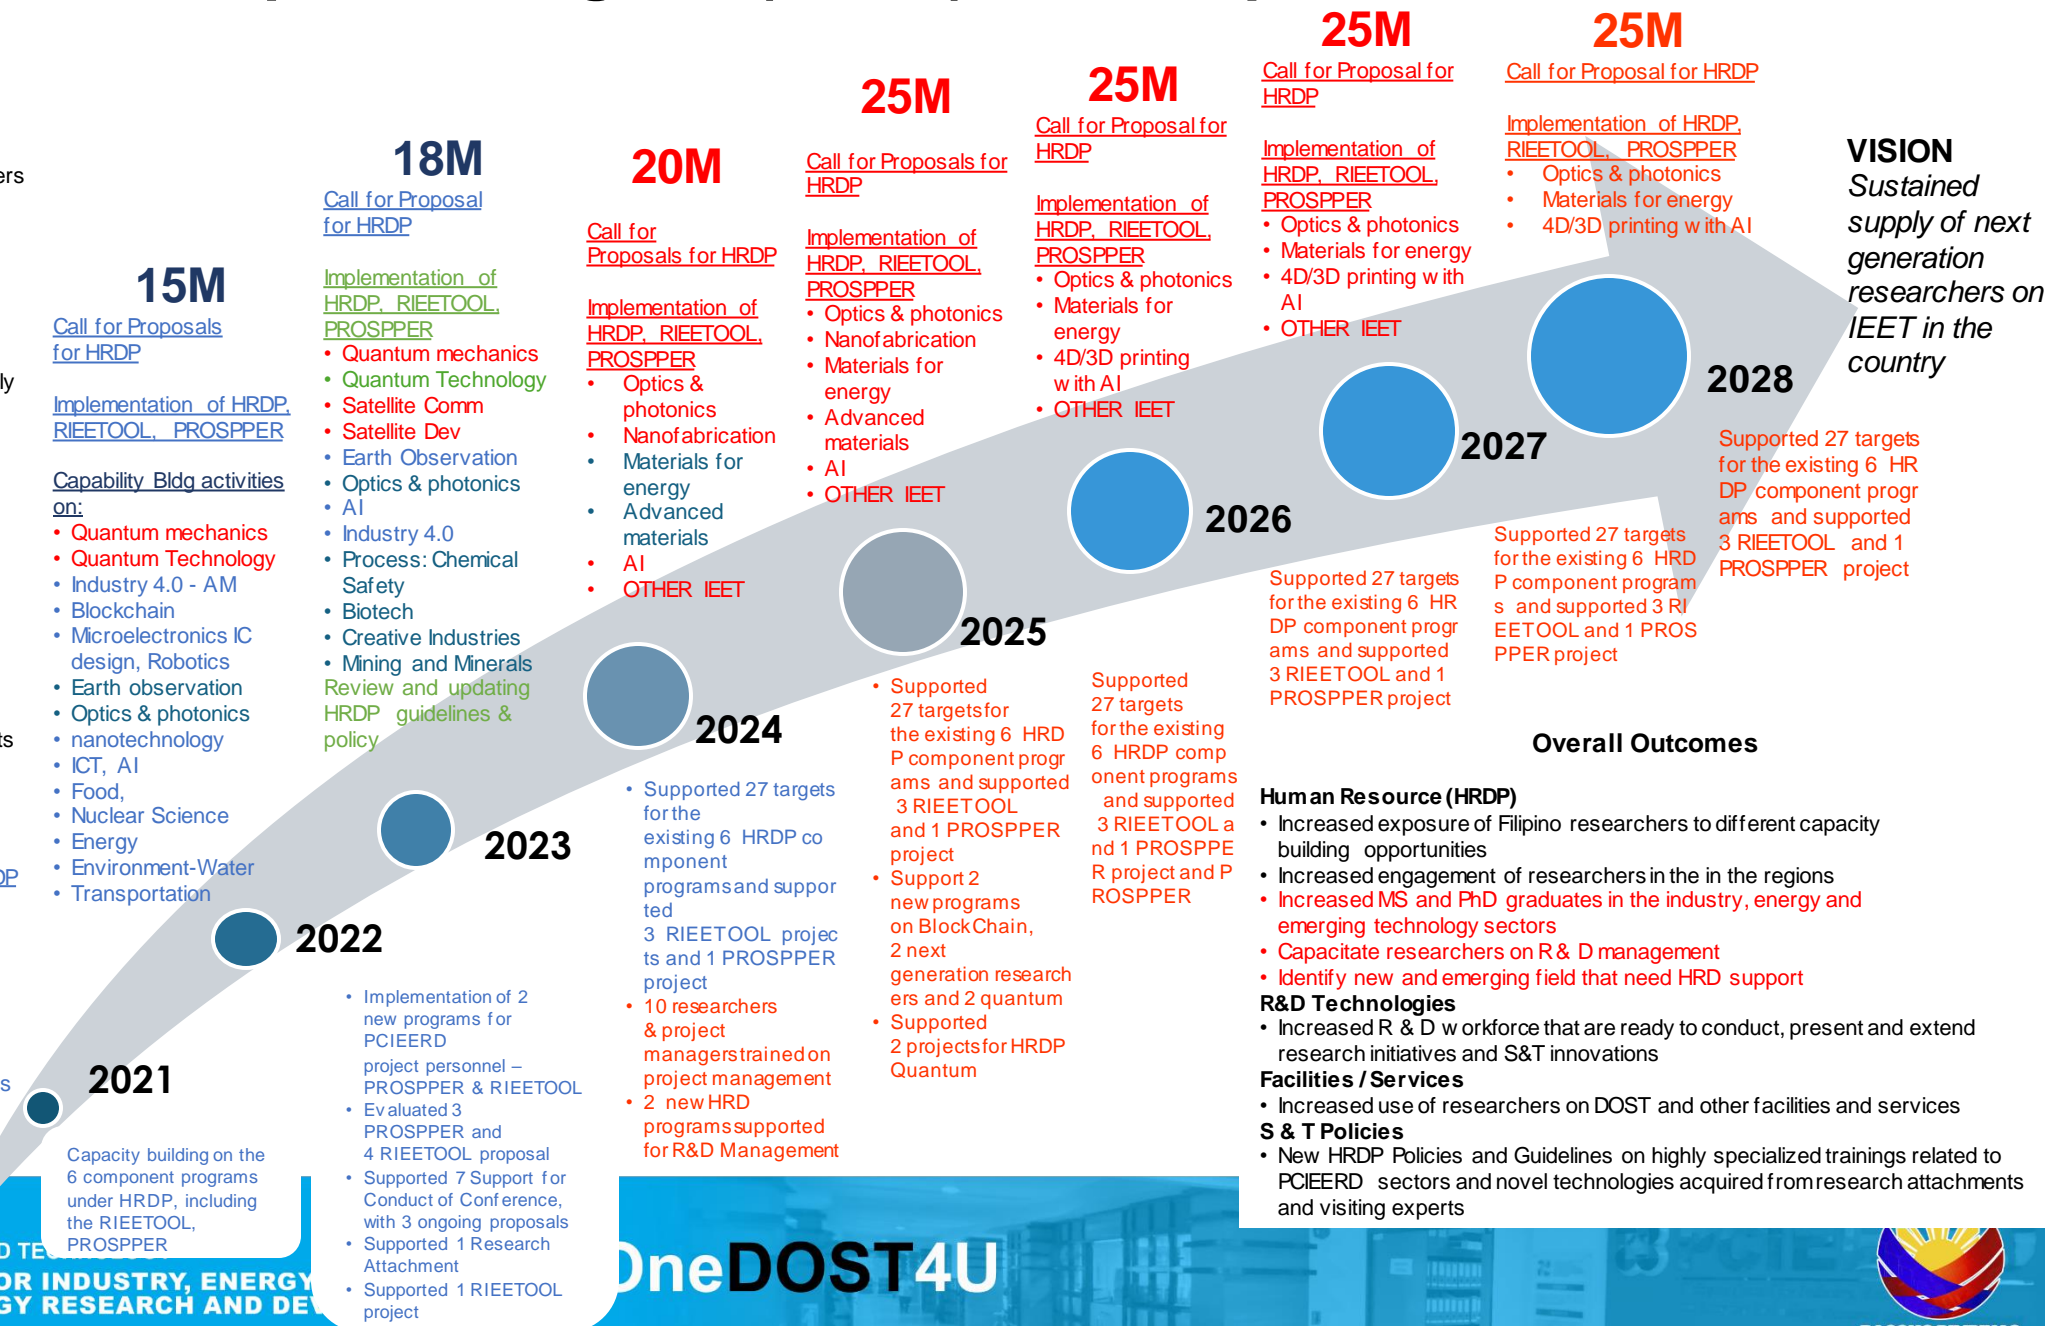 ers
ly
ts
DP
s
15M
Call for Proposals
for HRDP
Implementation of HRDP,
RIEETOOL, PROSPPER
Capability Bldg activities
on:
• Quantum mechanics
• Quantum Technology
• Industry 4.0 - AM
• Blockchain
• Microelectronics IC
design, Robotics
• Earth observation
• Optics & photonics
• nanotechnology
• ICT, AI
• Food,
• Nuclear Science
• Energy
• Environment-Water
• Transportation
18M
Call for Proposal
for HRDP
Implementation of
HRDP, RIEETOOL,
PROSPPER
• Quantum mechanics
• Quantum Technology
• Satellite Comm
• Satellite Dev
• Earth Observation
• Optics & photonics
• AI
• Industry 4.0
• Process: Chemical
Safety
• Biotech
• Creative Industries
• Mining and Minerals
Review and updating
HRDP guidelines &
policy
20M
Call for
Proposals for HRDP
Implementation of
HRDP, RIEETOOL,
PROSPPER
• Optics &
photonics
• Nanofabrication
• Materials for
energy
• Advanced
materials
• AI
• OTHER IEET
25M
Call for Proposals for
HRDP
Implementation of
HRDP, RIEETOOL,
PROSPPER
• Optics & photonics
• Nanofabrication
• Materials for
energy
• Advanced
materials
• AI
• OTHER IEET
25M
Call for Proposal for
HRDP
Implementation of
HRDP, RIEETOOL,
PROSPPER
• Optics & photonics
• Materials for
energy
• 4D/3D printing
with AI
• OTHER IEET
25M
Call for Proposal for
HRDP
Implementation of
HRDP, RIEETOOL,
PROSPPER
• Optics & photonics
• Materials for energy
• 4D/3D printing with
AI
• OTHER IEET
25M
Call for Proposal for HRDP
Implementation of HRDP,
RIEETOOL, PROSPPER
• Optics & photonics
• Materials for energy
• 4D/3D printing with AI
VISION
Sustained
supply of next
generation
researchers on
IEET in the
country
2021
2022
2023
2024
2025
2026
2027
2028
Capacity building on the
6 component programs
under HRDP, including
the RIEETOOL,
PROSPPER
• Implementation of 2
new programs for
PCIEERD
project personnel –
PROSPPER & RIEETOOL
• Evaluated 3
PROSPPER and
4 RIEETOOL proposal
• Supported 7 Support for
Conduct of Conference,
with 3 ongoing proposals
• Supported 1 Research
Attachment
• Supported 1 RIEETOOL
project
• Supported 27 targets
for the
existing 6 HRDP co
mponent
programs and suppor
ted
3 RIEETOOL projec
ts and 1 PROSPPER
project
• 10 researchers
& project
managers trained on
project management
• 2 new HRD
programs supported
for R&D Management
• Supported
27 targets for
the existing 6 HRD
P component progr
ams and supported
3 RIEETOOL
and 1 PROSPPER
project
• Support 2
new programs
on BlockChain,
2 next
generation research
ers and 2 quantum
• Supported
2 projects for HRDP
Quantum
Supported
27 targets
for the existing
6 HRDP comp
onent programs
and supported
3 RIEETOOL a
nd 1 PROSPPE
R project and P
ROSPPER
Supported 27 targets
for the existing 6 HR
DP component progr
ams and supported
3 RIEETOOL and 1
PROSPPER project
Supported 27 targets
for the existing 6 HRD
P component program
s and supported 3 RI
EETOOL and 1 PROS
PPER project
Supported 27 targets
for the existing 6 HR
DP component progr
ams and supported
3 RIEETOOL and 1
PROSPPER project
Overall Outcomes
Human Resource (HRDP)
• Increased exposure of Filipino researchers to different capacity
building opportunities
• Increased engagement of researchers in the in the regions
• Increased MS and PhD graduates in the industry, energy and
emerging technology sectors
• Capacitate researchers on R & D management
• Identify new and emerging field that need HRD support
R&D Technologies
• Increased R & D workforce that are ready to conduct, present and extend
research initiatives and S&T innovations
Facilities / Services
• Increased use of researchers on DOST and other facilities and services
S & T Policies
• New HRDP Policies and Guidelines on highly specialized trainings related to
PCIEERD sectors and novel technologies acquired from research attachments
and visiting experts
OR INDUSTRY, ENERGY
GY RESEARCH AND DEV
OneDOST4U